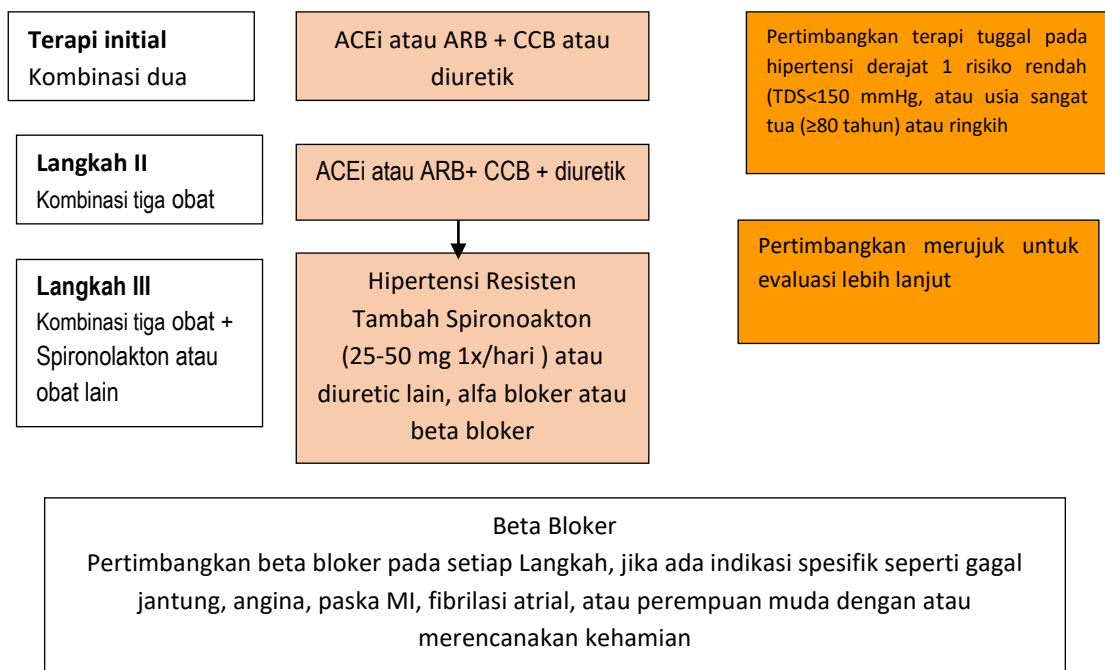 Terapi initial
Kombinasi dua
ACEi atau ARB + CCB atau
diuretik
Pertimbangkan terapi tuggal pada
hipertensi derajat 1 risiko rendah
(TDS<150 mmHg, atau usia sangat
tua (≥80 tahun) atau ringkih
Langkah II
Kombinasi tiga obat
ACEi atau ARB+ CCB + diuretik
Pertimbangkan merujuk untuk
evaluasi lebih lanjut
Langkah III
Kombinasi tiga obat +
Spironolakton atau
obat lain
Hipertensi Resisten
Tambah Spironoakton
(25-50 mg 1x/hari ) atau
diuretic lain, alfa bloker atau
beta bloker
Beta Bloker
Pertimbangkan beta bloker pada setiap Langkah, jika ada indikasi spesifik seperti gagal
jantung, angina, paska MI, fibrilasi atrial, atau perempuan muda dengan atau
merencanakan kehamian